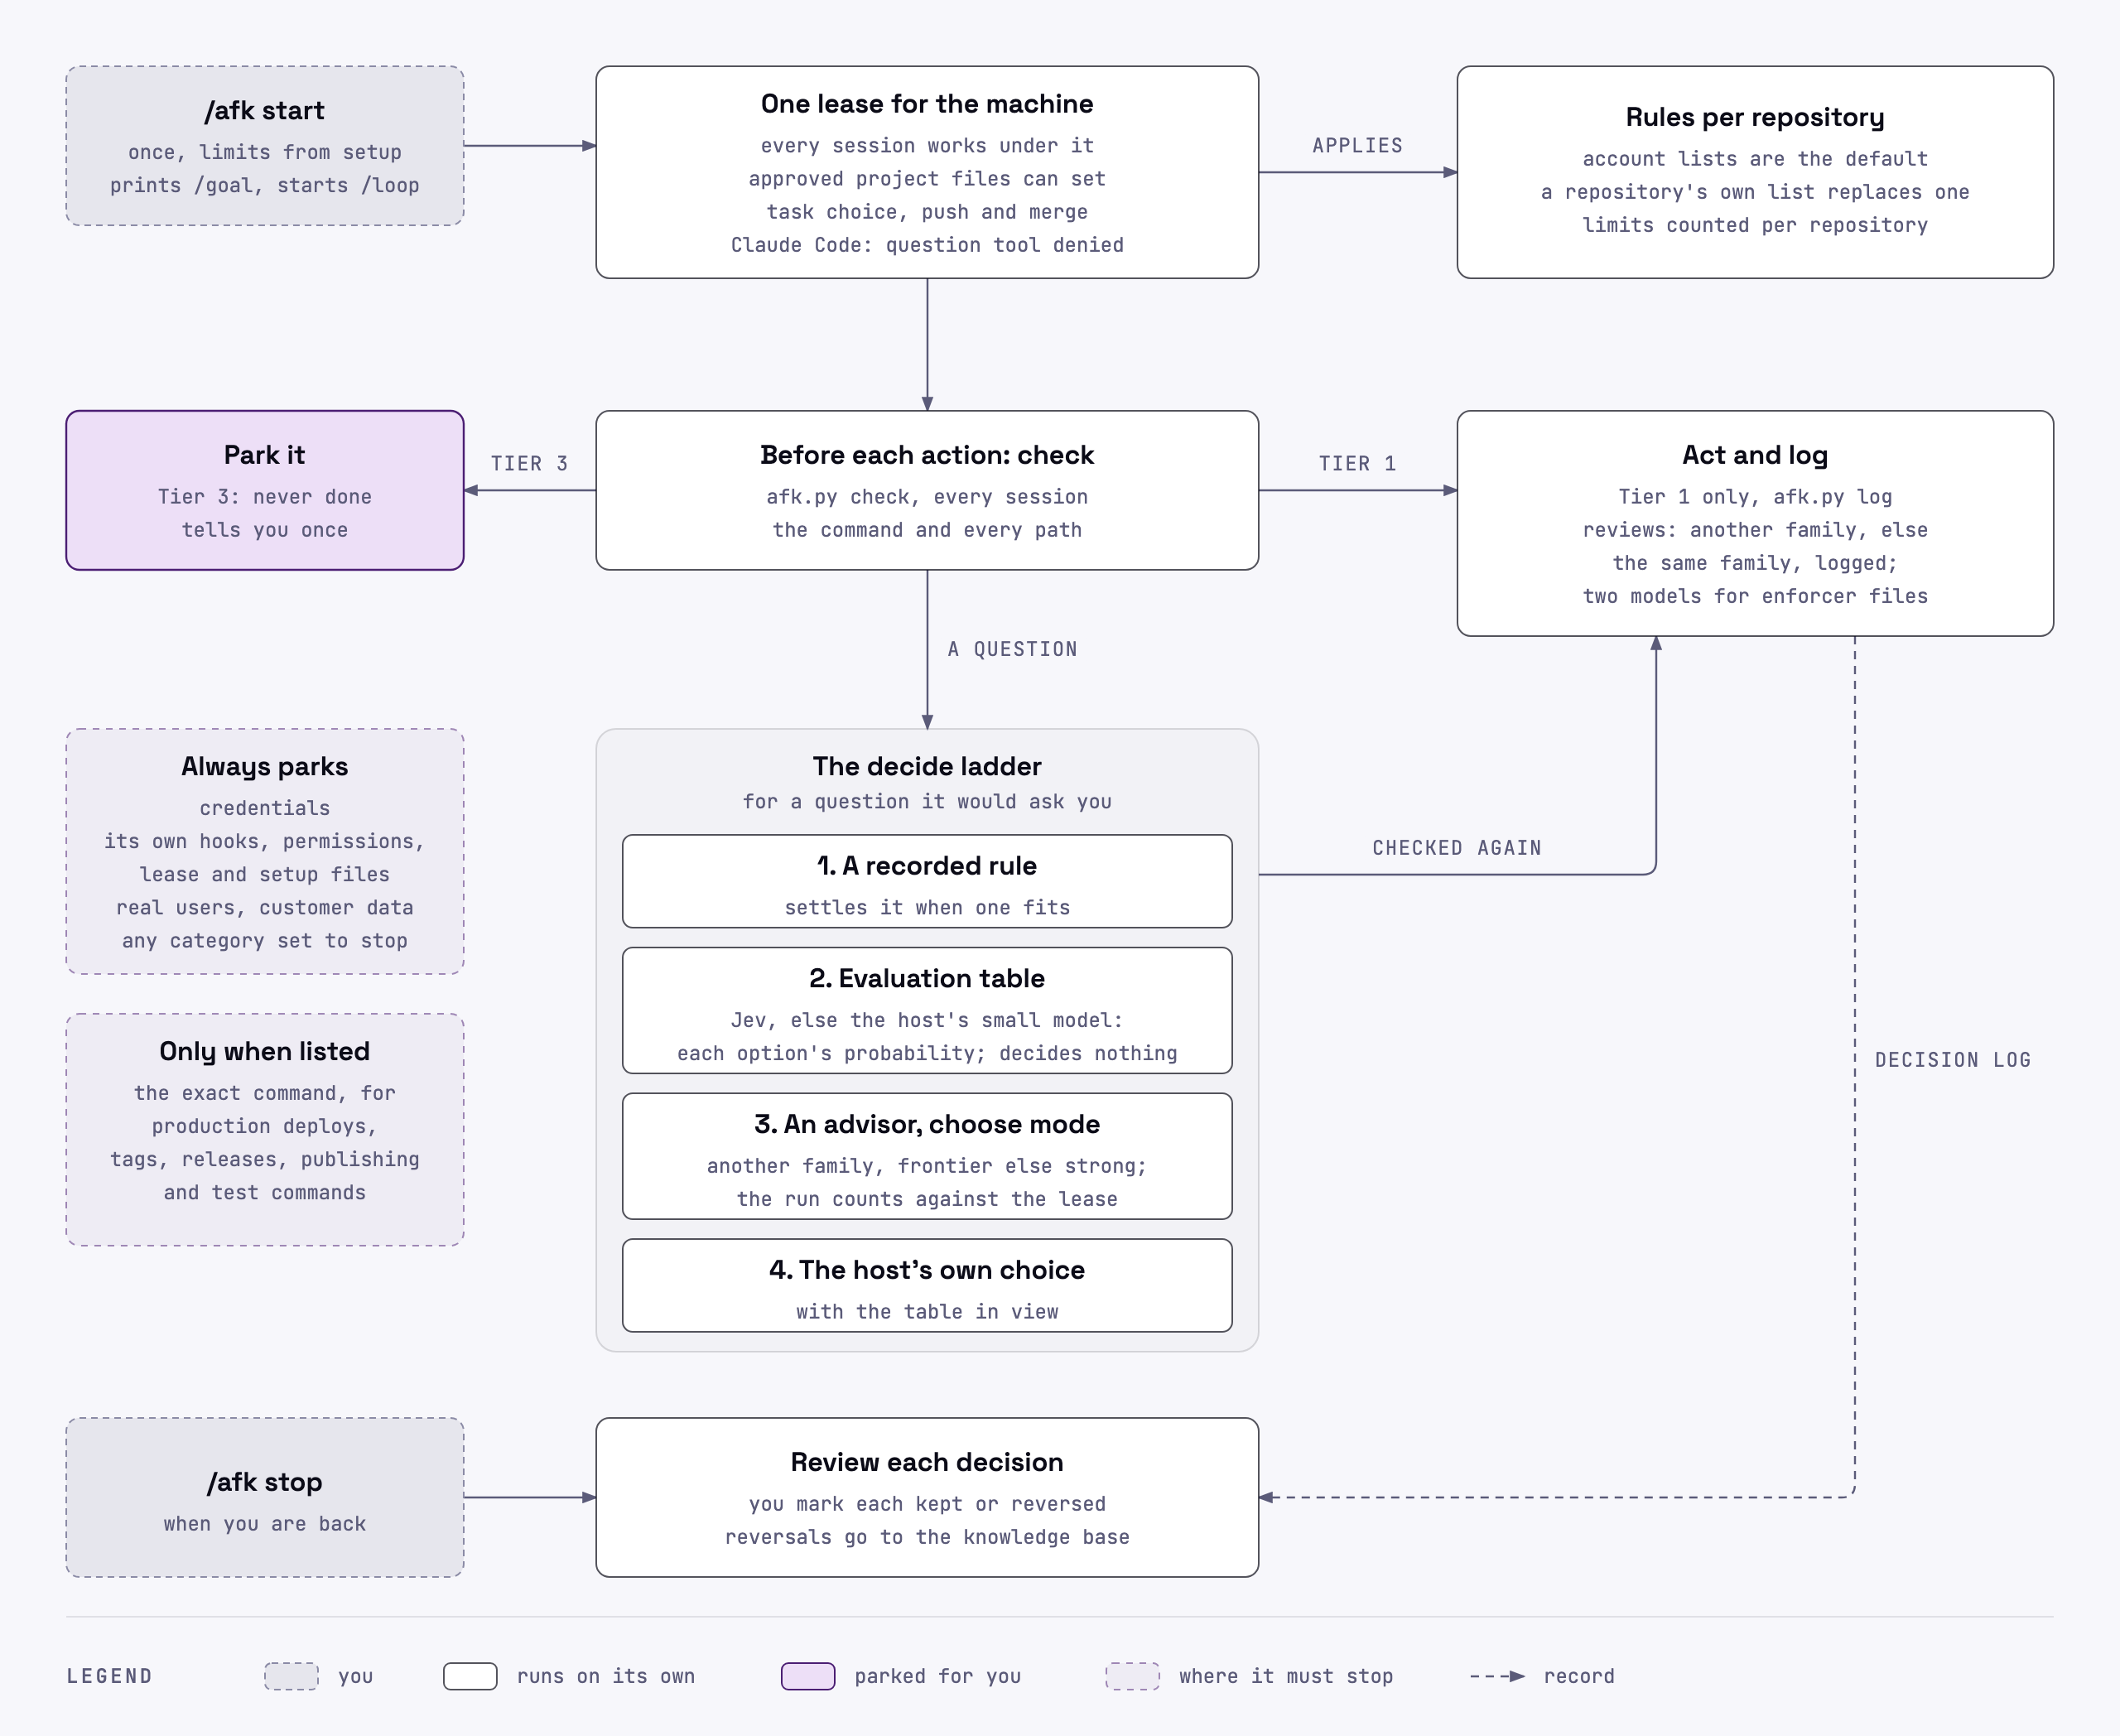 /afk start
once, limits from setup
prints /goal, starts /loop
One lease for the machine
every session works under it
approved project files can set
task choice, push and merge
Claude Code: question tool denied
APPLIES
Rules per repository
account lists are the default
a repository's own list replaces one
limits counted per repository
Park it
Tier 3: never done
tells you once
TIER 3
Before each action: check
afk.py check, every session
the command and every path
TIER 1
Act and log
Tier 1 only, afk.py log
reviews: another family, else
the same family, logged;
two models for enforcer files
A QUESTION
Always parks
credentials
its own hooks, permissions,
lease and setup files
real users, customer data
any category set to stop
Only when listed
the exact command, for
production deploys,
tags, releases, publishing
and test commands
The decide ladder
for a question it would ask you
1. A recorded rule
settles it when one fits
2. Evaluation table
Jev, else the host's small model:
each option's probability; decides nothing
3. An advisor, choose mode
another family, frontier else strong;
the run counts against the lease
4. The host’s own choice
with the table in view
CHECKED AGAIN
DECISION LOG
/afk stop
when you are back
Review each decision
you mark each kept or reversed
reversals go to the knowledge base
LEGEND
you
runs on its own
parked for you
where it must stop
record